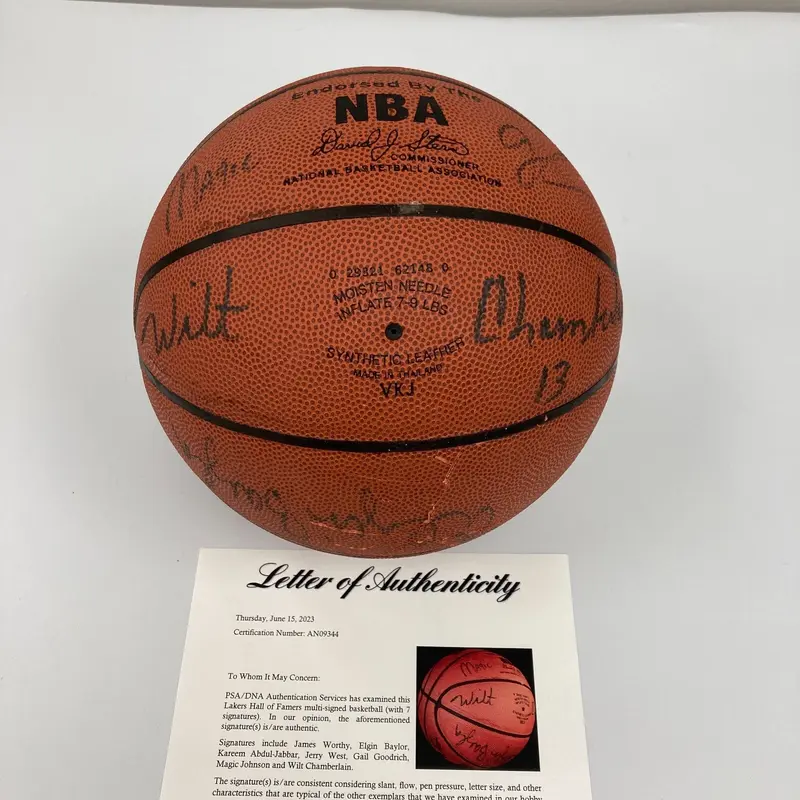 Endorsed By The
NBA
David J. Stern
COMMISSIONER
NATIONAL BASKETBALL ASSOCIATION
Magic
0 29321 62148 0
MOISTEN NEEDLE
INFLATE 7-9 LBS
Wilt
SYNTHETIC LEATHER
MADE IN THAILAND
VKJ
13
Letter of Authenticity
Thursday, June 15, 2023
Certification Number: AN09344
To Whom It May Concern:
PSA/DNA Authentication Services has examined this
Lakers Hall of Famers multi-signed basketball (with 7
signatures). In our opinion, the aforementioned
signature(s) is/are authentic.
Signatures include James Worthy, Elgin Baylor,
Kareem Abdul-Jabbar, Jerry West, Gail Goodrich,
Magic Johnson and Wilt Chamberlain.
The signature(s) is/are consistent considering slant, flow, pen pressure, letter size, and other
characteristics that are typical of the other exemplars that we have examined in our hobby
Magic
Wilt